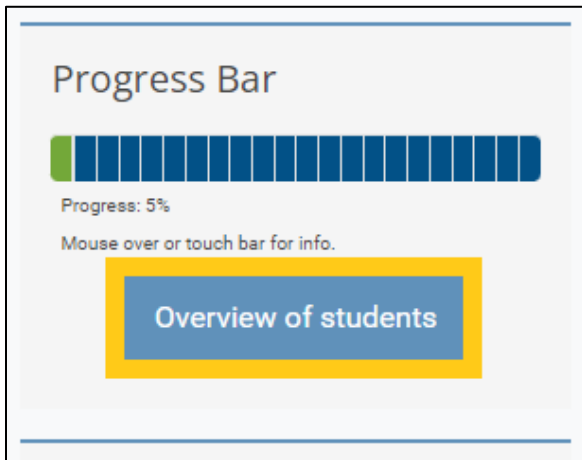 Progress Bar
Progress: 5%
Mouse over or touch bar for info.
Overview of students